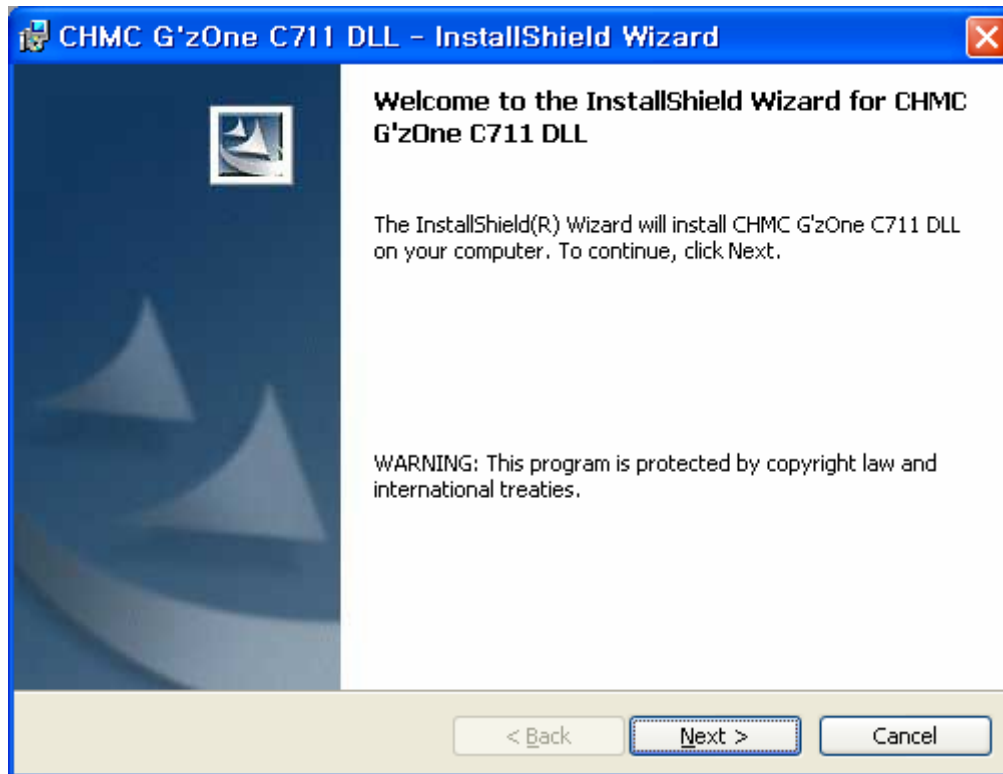 CHMC G'zOne C711 DLL - InstallShield Wizard
Welcome to the InstallShield Wizard for CHMC
G'zOne C711 DLL
The InstallShield(R) Wizard will install CHMC G'zOne C711 DLL
on your computer. To continue, click Next.
WARNING: This program is protected by copyright law and
international treaties.
< Back
Next >
Cancel